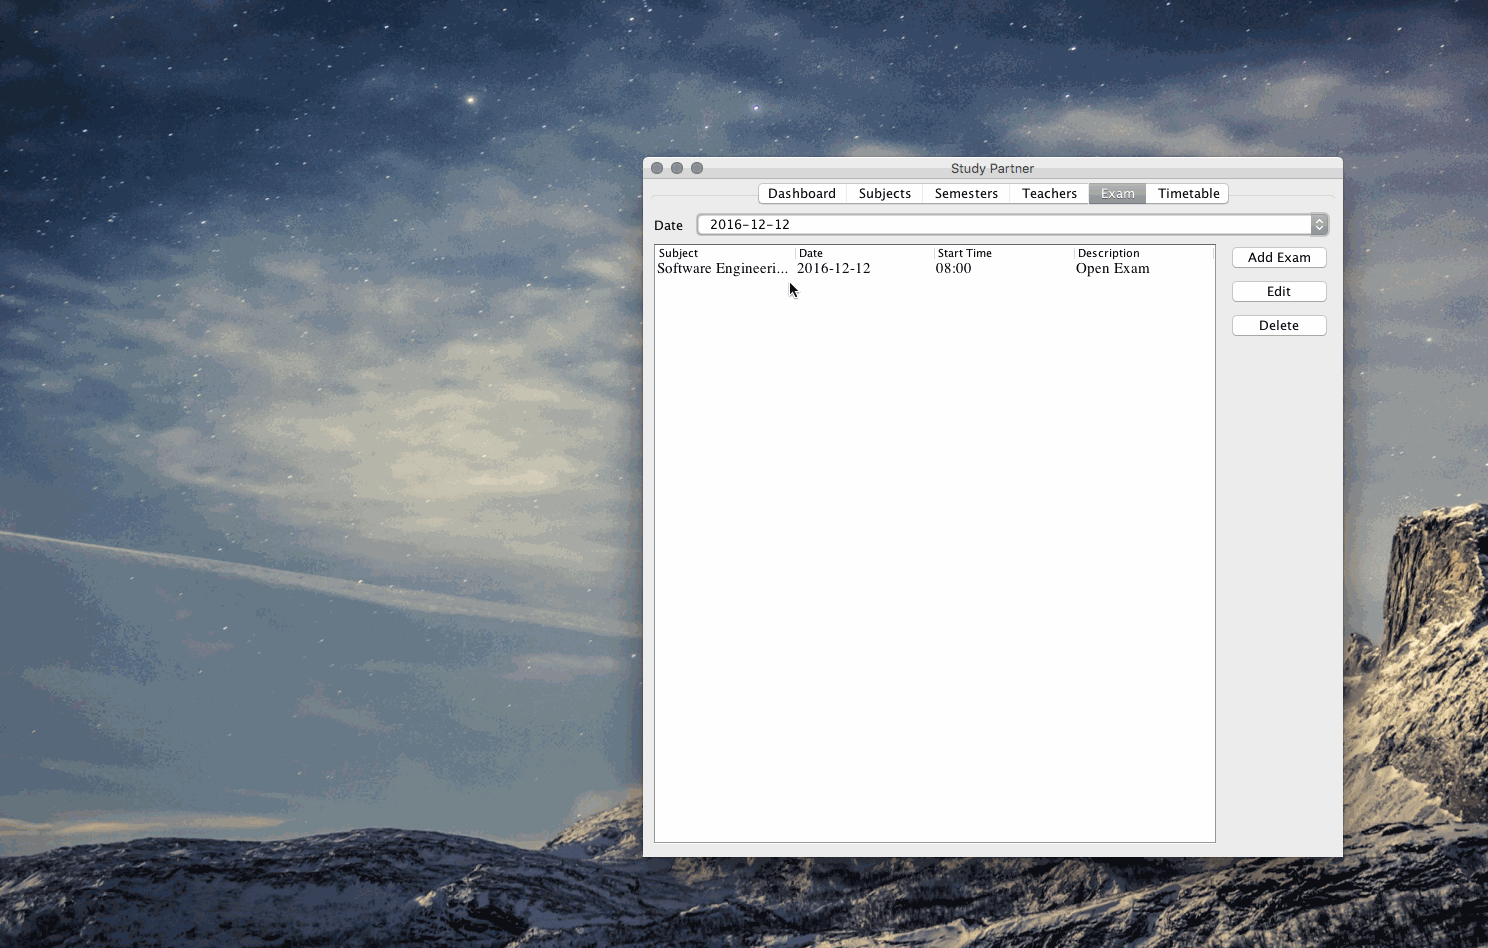 Study Partner
Dashboard Subjects Semesters Teachers Exam Timetable
Date 2016-12-12
Subject Date Start Time Description
Software Engineeri... 2016-12-12 08:00 Open Exam
Add Exam
Edit
Delete